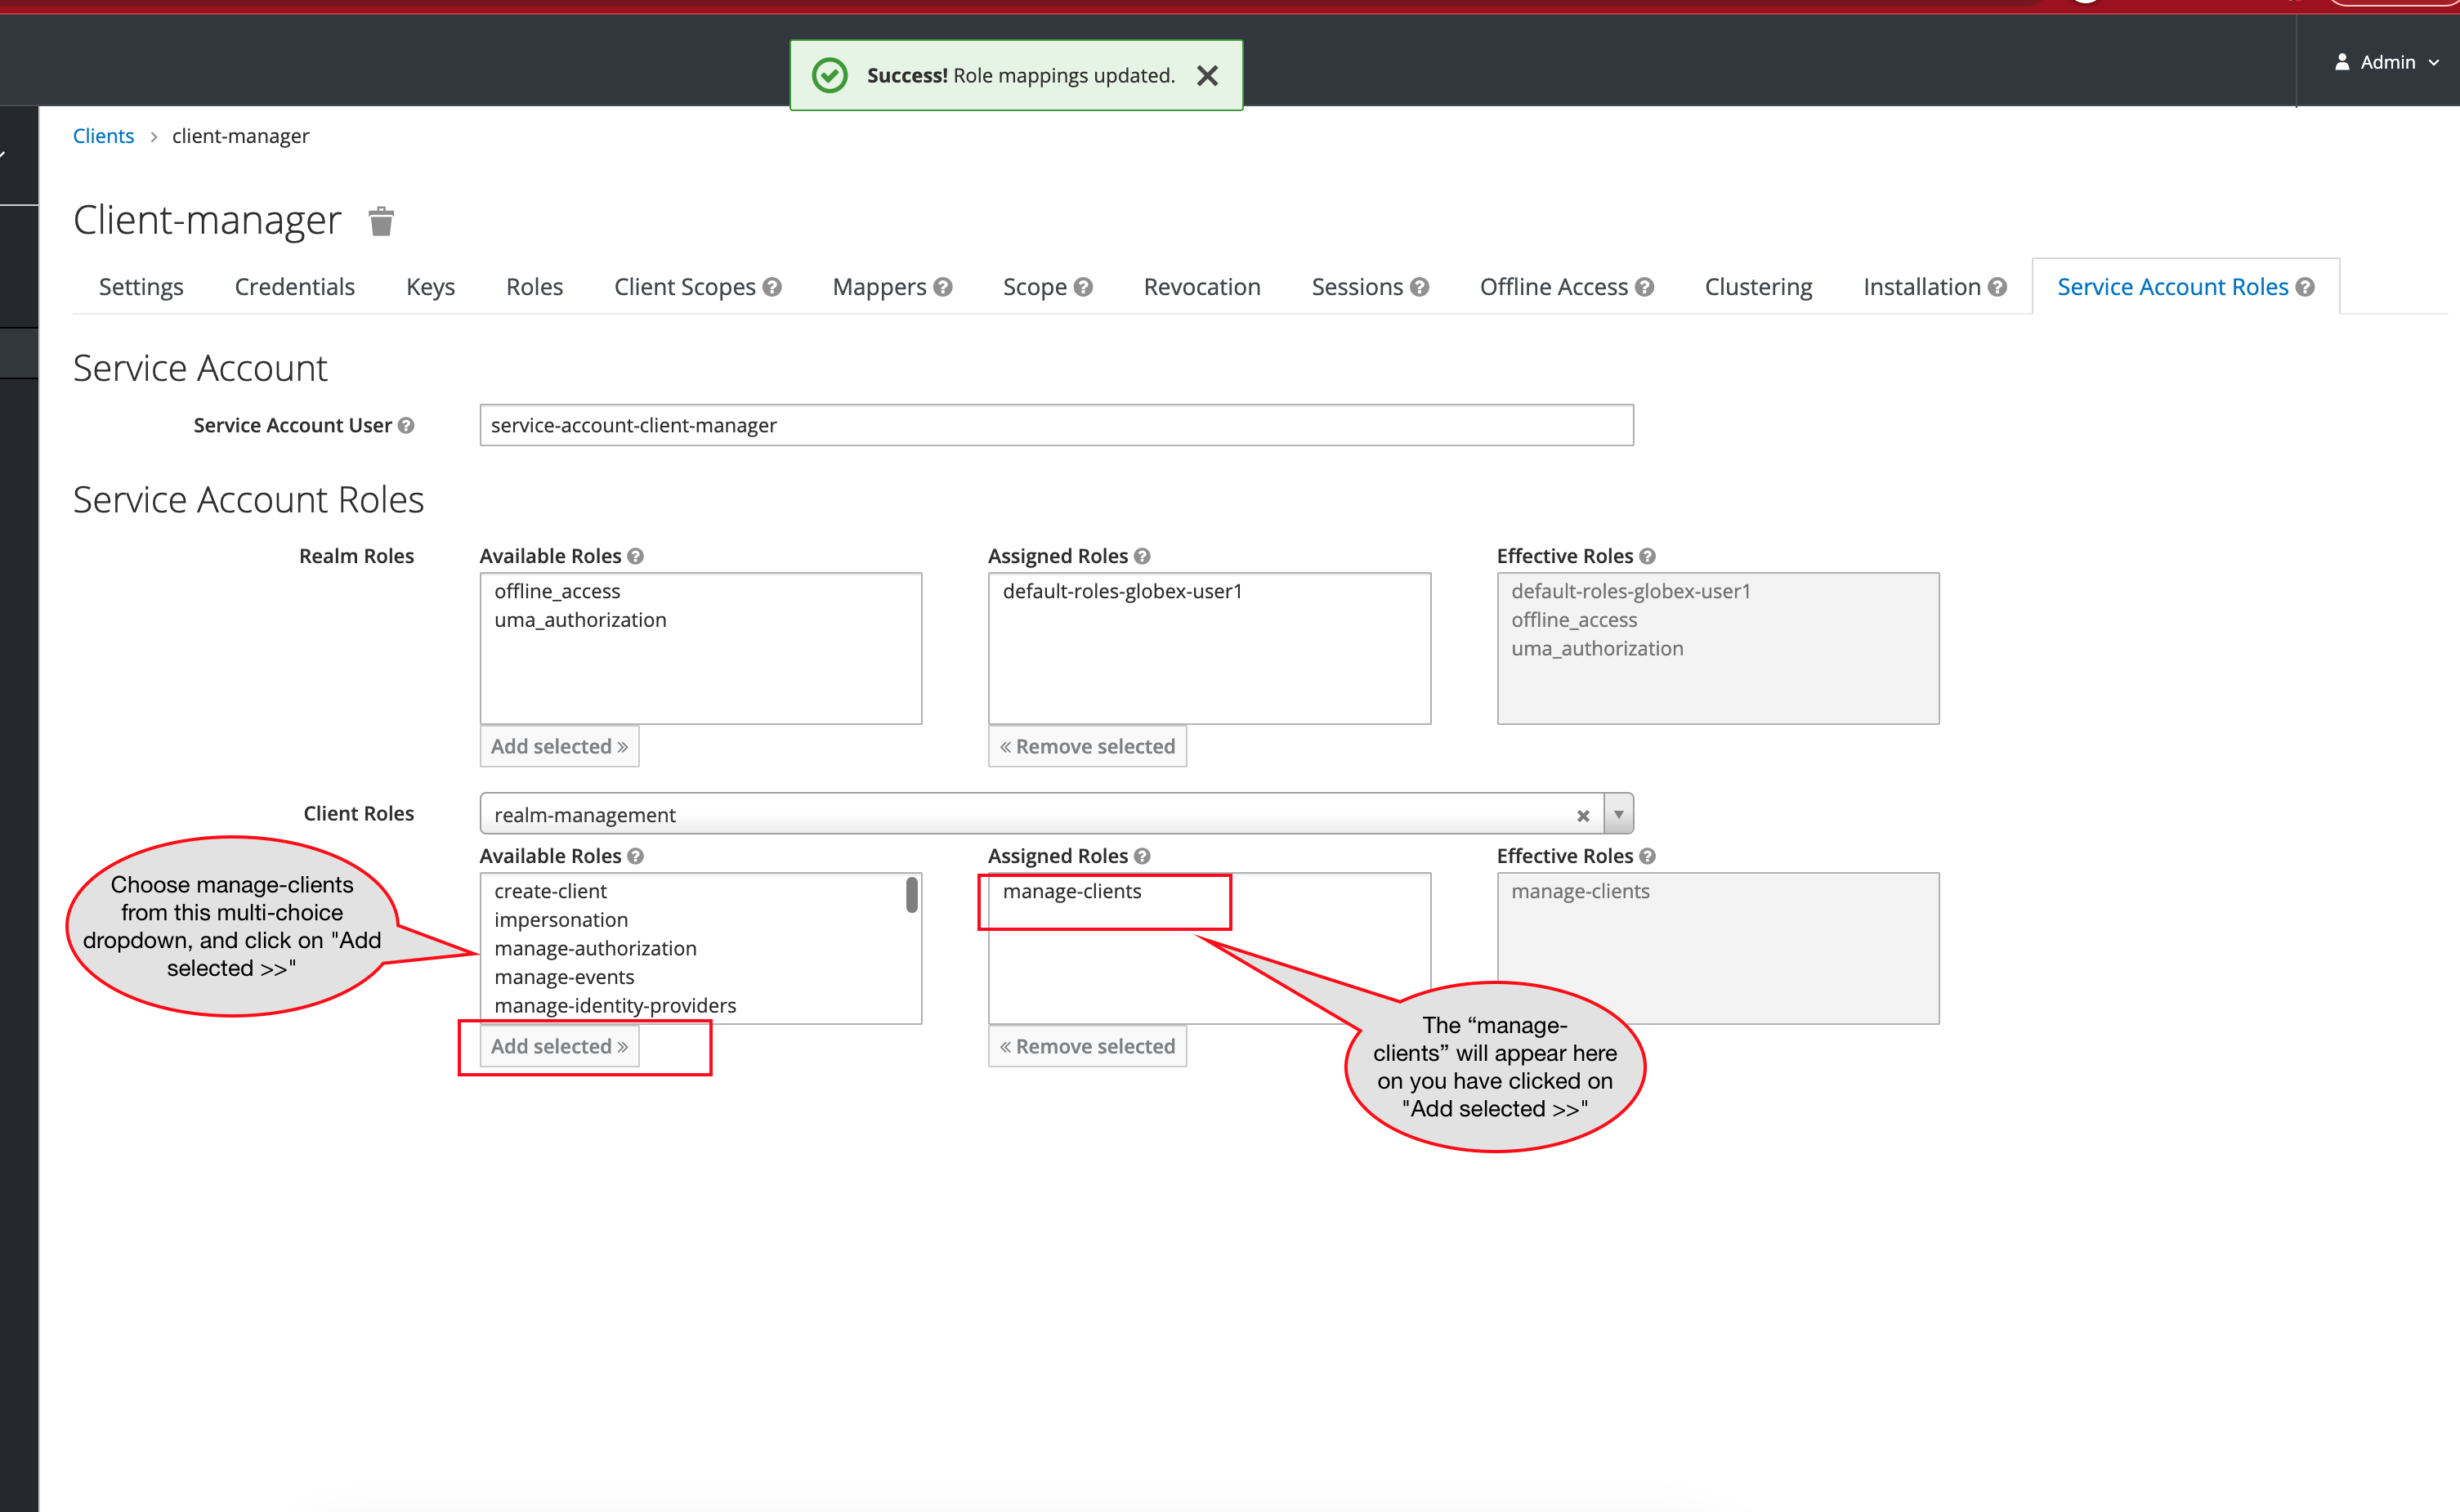 Success! Role mappings updated.
Admin
Clients > client-manager
Client-manager
Settings Credentials Keys Roles Client Scopes Mappers Scope Revocation Sessions Offline Access Clustering Installation Service Account Roles
Service Account
Service Account User service-account-client-manager
Service Account Roles
Realm Roles Available Roles Assigned Roles Effective Roles
offline_access default-roles-globex-user1 default-roles-globex-user1
uma_authorization offline_access
uma_authorization
Add selected » « Remove selected
Client Roles realm-management
Available Roles Assigned Roles Effective Roles
create-client manage-clients manage-clients
impersonation
manage-authorization
manage-events
manage-identity-providers
Add selected » « Remove selected
Choose manage-clients
from this multi-choice
dropdown, and click on "Add
selected >>"
The “manage-
clients” will appear here
on you have clicked on
"Add selected >>"